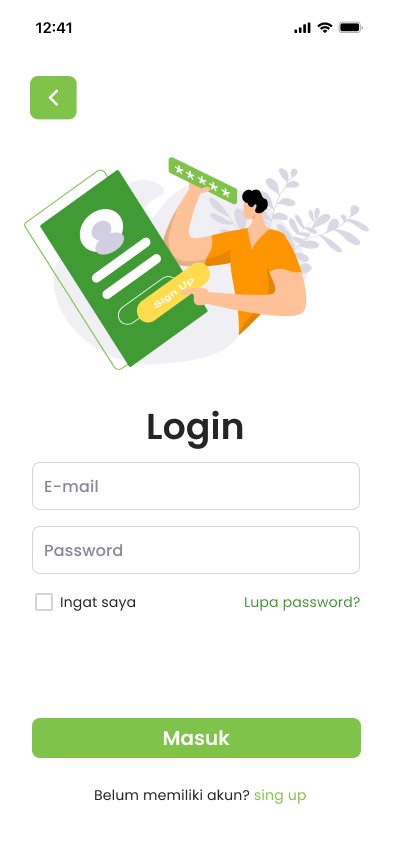 12:41
*****
Sign Up
Login
E-mail
Password
Ingat saya
Lupa password?
Masuk
Belum memiliki akun? sing up